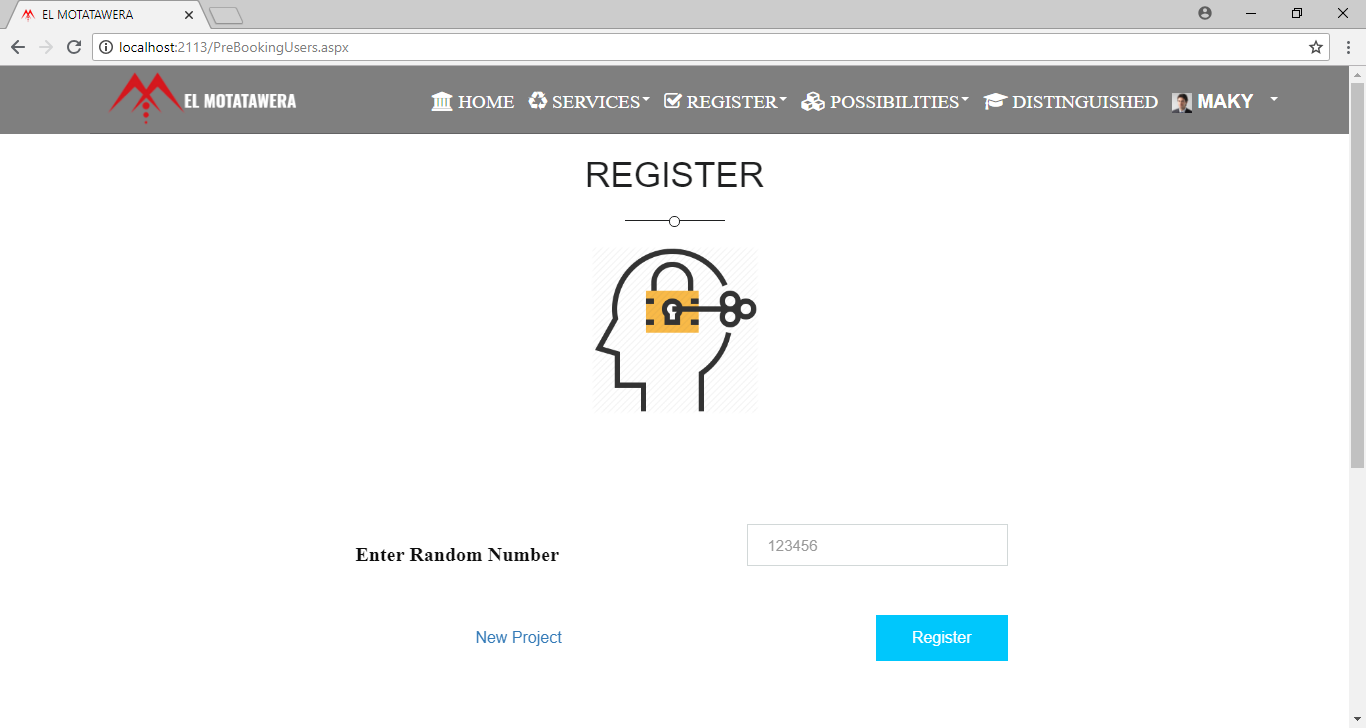 EL MOTATAWERA
localhost:2113/PreBookingUsers.aspx
EL MOTATAWERA
HOME SERVICES REGISTER POSSIBILITIES DISTINGUISHED MAKY
REGISTER
Enter Random Number
123456
New Project
Register